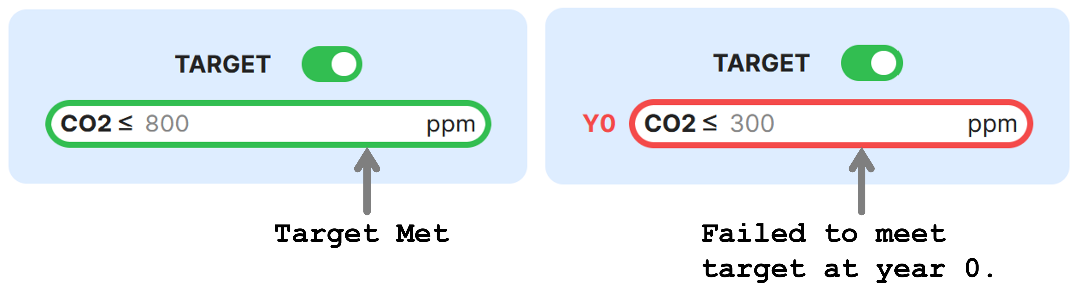 TARGET
CO2 ≤ 800 ppm
Target Met
TARGET
Y0 CO2 ≤ 300 ppm
Failed to meet
target at year 0.